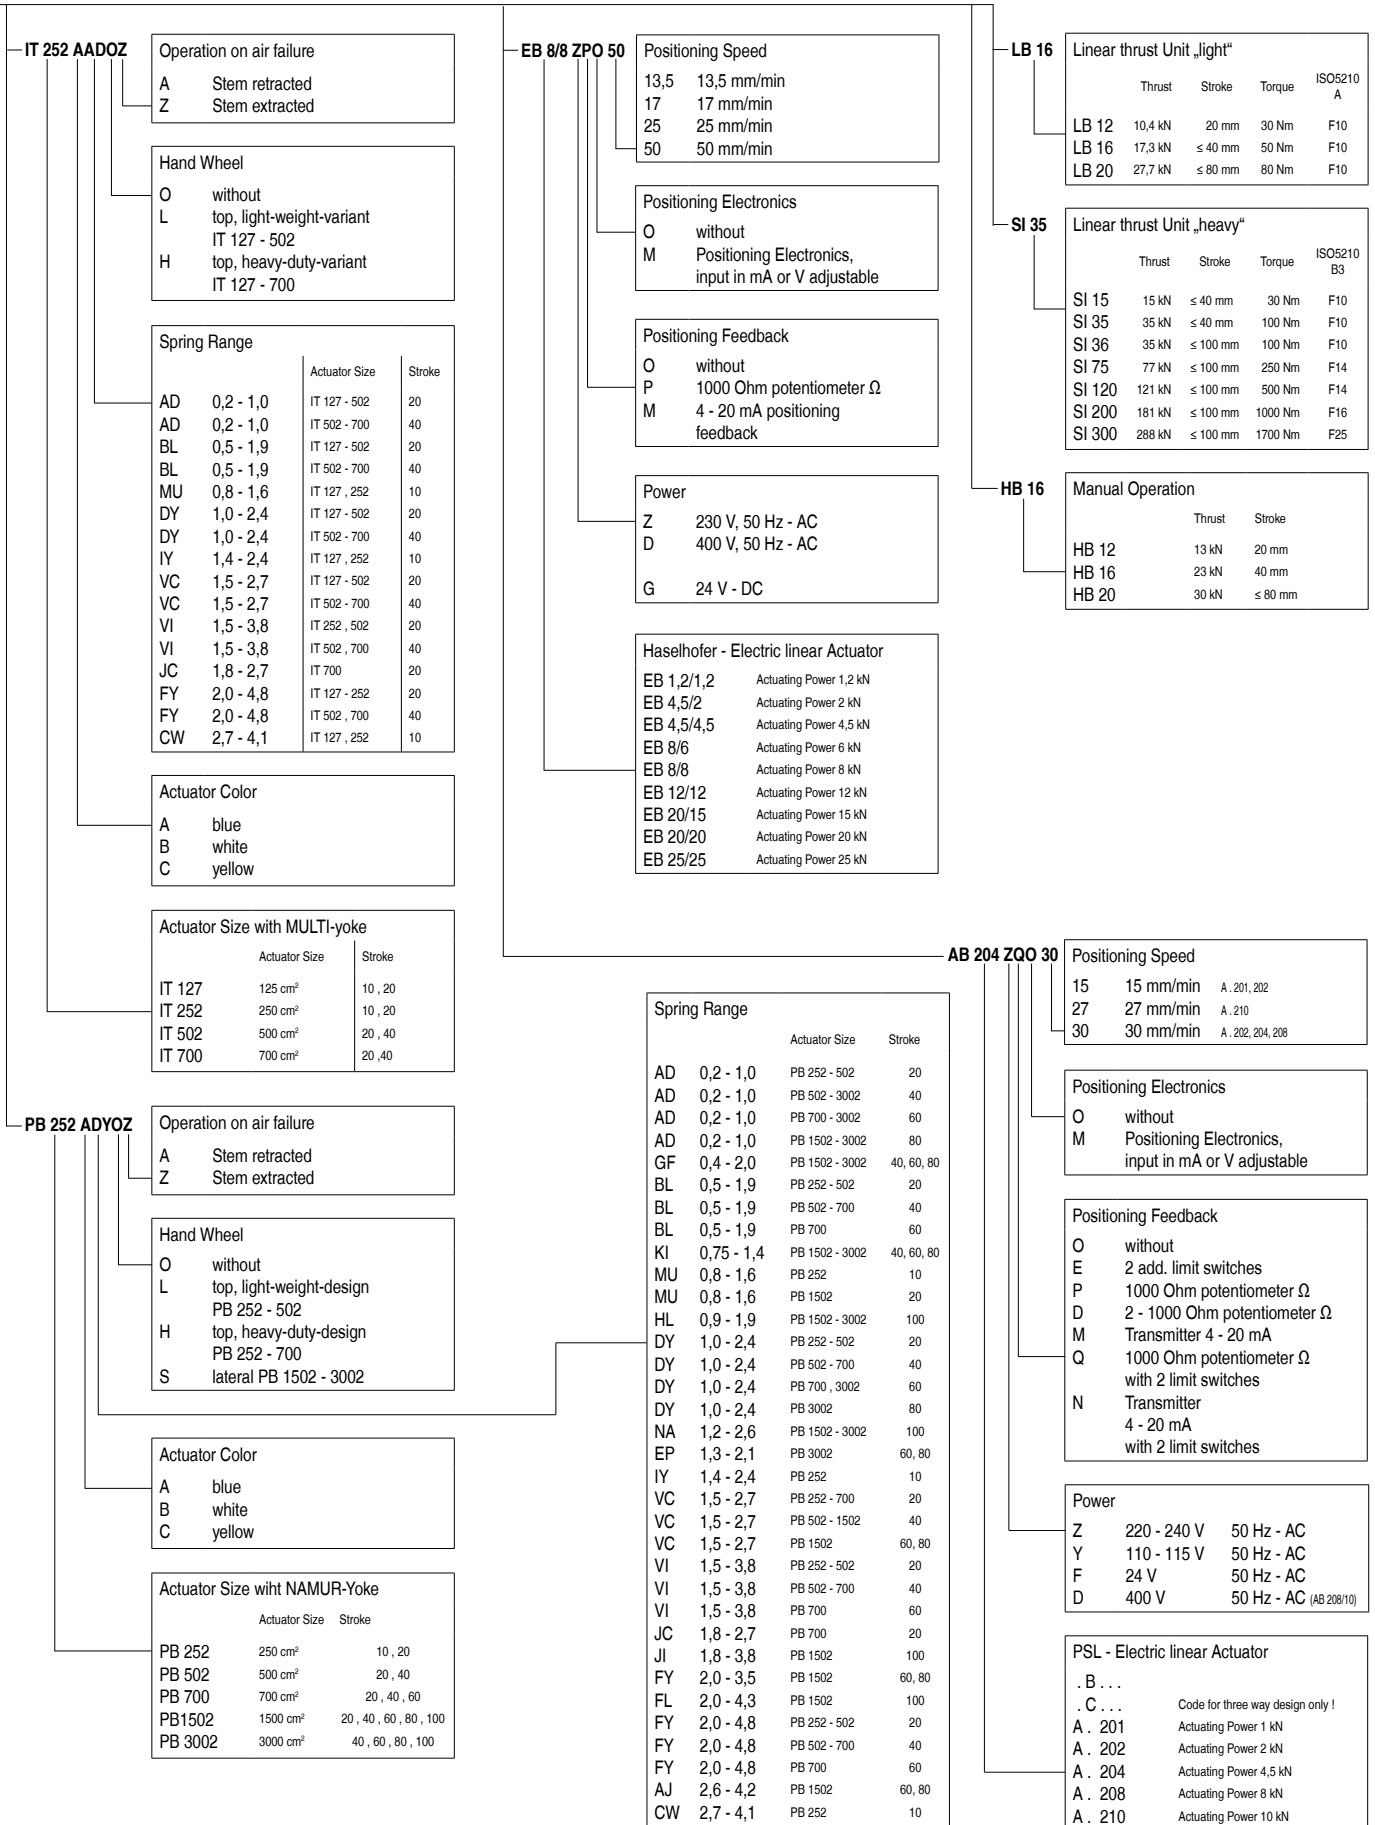 IT 252 AADOZ
Operation on air failure
A Stem retracted
Z Stem extracted
Hand Wheel
O without
L top, light-weight-variant
IT 127 - 502
H top, heavy-duty-variant
IT 127 - 700
Spring Range
Actuator Size Stroke
AD 0,2 - 1,0 IT 127 - 502 20
AD 0,2 - 1,0 IT 502 - 700 40
BL 0,5 - 1,9 IT 127 - 502 20
BL 0,5 - 1,9 IT 502 - 700 40
MU 0,8 - 1,6 IT 127 , 252 10
DY 1,0 - 2,4 IT 127 - 502 20
DY 1,0 - 2,4 IT 502 - 700 40
IY 1,4 - 2,4 IT 127 , 252 10
VC 1,5 - 2,7 IT 127 - 502 20
VC 1,5 - 2,7 IT 502 - 700 40
VI 1,5 - 3,8 IT 252 , 502 20
VI 1,5 - 3,8 IT 502 , 700 40
JC 1,8 - 2,7 IT 700 20
FY 2,0 - 4,8 IT 127 - 252 20
FY 2,0 - 4,8 IT 502 , 700 40
CW 2,7 - 4,1 IT 127 , 252 10
Actuator Color
A blue
B white
C yellow
Actuator Size with MULTI-yoke
Actuator Size Stroke
IT 127 125 cm² 10 , 20
IT 252 250 cm² 10 , 20
IT 502 500 cm² 20 , 40
IT 700 700 cm² 20 ,40
PB 252 ADYOZ
Operation on air failure
A Stem retracted
Z Stem extracted
Hand Wheel
O without
L top, light-weight-design
PB 252 - 502
H top, heavy-duty-design
PB 252 - 700
S lateral PB 1502 - 3002
Actuator Color
A blue
B white
C yellow
Actuator Size wiht NAMUR-Yoke
Actuator Size Stroke
PB 252 250 cm² 10 , 20
PB 502 500 cm² 20 , 40
PB 700 700 cm² 20 , 40 , 60
PB1502 1500 cm² 20 , 40 , 60 , 80 , 100
PB 3002 3000 cm² 40 , 60 , 80 , 100
EB 8/8 ZPO 50
Positioning Speed
13,5 13,5 mm/min
17 17 mm/min
25 25 mm/min
50 50 mm/min
Positioning Electronics
O without
M Positioning Electronics,
input in mA or V adjustable
Positioning Feedback
O without
P 1000 Ohm potentiometer Ω
M 4 - 20 mA positioning
feedback
Power
Z 230 V, 50 Hz - AC
D 400 V, 50 Hz - AC
G 24 V - DC
Haselhofer - Electric linear Actuator
EB 1,2/1,2 Actuating Power 1,2 kN
EB 4,5/2 Actuating Power 2 kN
EB 4,5/4,5 Actuating Power 4,5 kN
EB 8/6 Actuating Power 6 kN
EB 8/8 Actuating Power 8 kN
EB 12/12 Actuating Power 12 kN
EB 20/15 Actuating Power 15 kN
EB 20/20 Actuating Power 20 kN
EB 25/25 Actuating Power 25 kN
Spring Range
Actuator Size Stroke
AD 0,2 - 1,0 PB 252 - 502 20
AD 0,2 - 1,0 PB 502 - 3002 40
AD 0,2 - 1,0 PB 700 - 3002 60
AD 0,2 - 1,0 PB 1502 - 3002 80
GF 0,4 - 2,0 PB 1502 - 3002 40, 60, 80
BL 0,5 - 1,9 PB 252 - 502 20
BL 0,5 - 1,9 PB 502 - 700 40
BL 0,5 - 1,9 PB 700 60
KI 0,75 - 1,4 PB 1502 - 3002 40, 60, 80
MU 0,8 - 1,6 PB 252 10
MU 0,8 - 1,6 PB 1502 20
HL 0,9 - 1,9 PB 1502 - 3002 100
DY 1,0 - 2,4 PB 252 - 502 20
DY 1,0 - 2,4 PB 502 - 700 40
DY 1,0 - 2,4 PB 700 , 3002 60
DY 1,0 - 2,4 PB 3002 80
NA 1,2 - 2,6 PB 1502 - 3002 100
EP 1,3 - 2,1 PB 3002 60, 80
IY 1,4 - 2,4 PB 252 10
VC 1,5 - 2,7 PB 252 - 700 20
VC 1,5 - 2,7 PB 502 - 1502 40
VC 1,5 - 2,7 PB 1502 60, 80
VI 1,5 - 3,8 PB 252 - 502 20
VI 1,5 - 3,8 PB 502 - 700 40
VI 1,5 - 3,8 PB 700 60
JC 1,8 - 2,7 PB 700 20
JI 1,8 - 3,8 PB 1502 100
FY 2,0 - 3,5 PB 1502 60, 80
FL 2,0 - 4,3 PB 1502 100
FY 2,0 - 4,8 PB 252 - 502 20
FY 2,0 - 4,8 PB 502 - 700 40
FY 2,0 - 4,8 PB 700 60
AJ 2,6 - 4,2 PB 1502 60, 80
CW 2,7 - 4,1 PB 252 10
LB 16
Linear thrust Unit „light“
Thrust Stroke Torque ISO5210
A
LB 12 10,4 kN 20 mm 30 Nm F10
LB 16 17,3 kN ≤ 40 mm 50 Nm F10
LB 20 27,7 kN ≤ 80 mm 80 Nm F10
SI 35
Linear thrust Unit „heavy“
Thrust Stroke Torque ISO5210
B3
SI 15 15 kN ≤ 40 mm 30 Nm F10
SI 35 35 kN ≤ 40 mm 100 Nm F10
SI 36 35 kN ≤ 100 mm 100 Nm F10
SI 75 77 kN ≤ 100 mm 250 Nm F14
SI 120 121 kN ≤ 100 mm 500 Nm F14
SI 200 181 kN ≤ 100 mm 1000 Nm F16
SI 300 288 kN ≤ 100 mm 1700 Nm F25
HB 16
Manual Operation
Thrust Stroke
HB 12 13 kN 20 mm
HB 16 23 kN 40 mm
HB 20 30 kN ≤ 80 mm
AB 204 ZQO 30
Positioning Speed
15 15 mm/min A . 201, 202
27 27 mm/min A . 210
30 30 mm/min A . 202, 204, 208
Positioning Electronics
O without
M Positioning Electronics,
input in mA or V adjustable
Positioning Feedback
O without
E 2 add. limit switches
P 1000 Ohm potentiometer Ω
D 2 - 1000 Ohm potentiometer Ω
M Transmitter 4 - 20 mA
Q 1000 Ohm potentiometer Ω
with 2 limit switches
N Transmitter
4 - 20 mA
with 2 limit switches
Power
Z 220 - 240 V 50 Hz - AC
Y 110 - 115 V 50 Hz - AC
F 24 V 50 Hz - AC
D 400 V 50 Hz - AC (AB 208/10)
PSL - Electric linear Actuator
. B . . .
. C . . . Code for three way design only !
A . 201 Actuating Power 1 kN
A . 202 Actuating Power 2 kN
A . 204 Actuating Power 4,5 kN
A . 208 Actuating Power 8 kN
A . 210 Actuating Power 10 kN